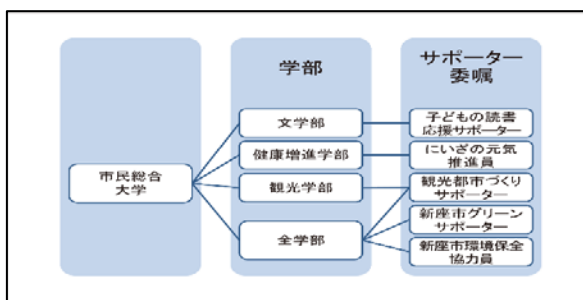 学部
サポーター
委嘱
市民総合
大学
文学部
健康増進学部
観光学部
全学部
子どもの読書
応援サポーター
にいざの元気
推進員
観光都市づくり
サポーター
新座市グリーン
サポーター
新座市環境保全
協力員